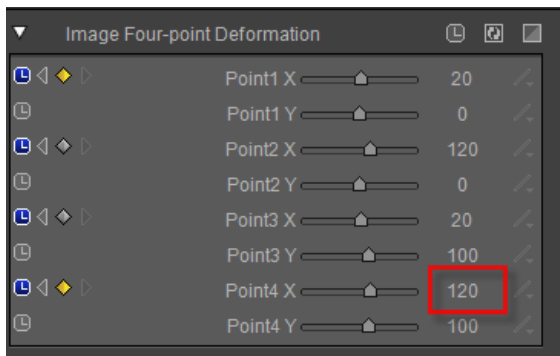 Image Four-point Deformation
Point1 X 20
Point1 Y 0
Point2 X 120
Point2 Y 0
Point3 X 20
Point3 Y 100
Point4 X 120
Point4 Y 100